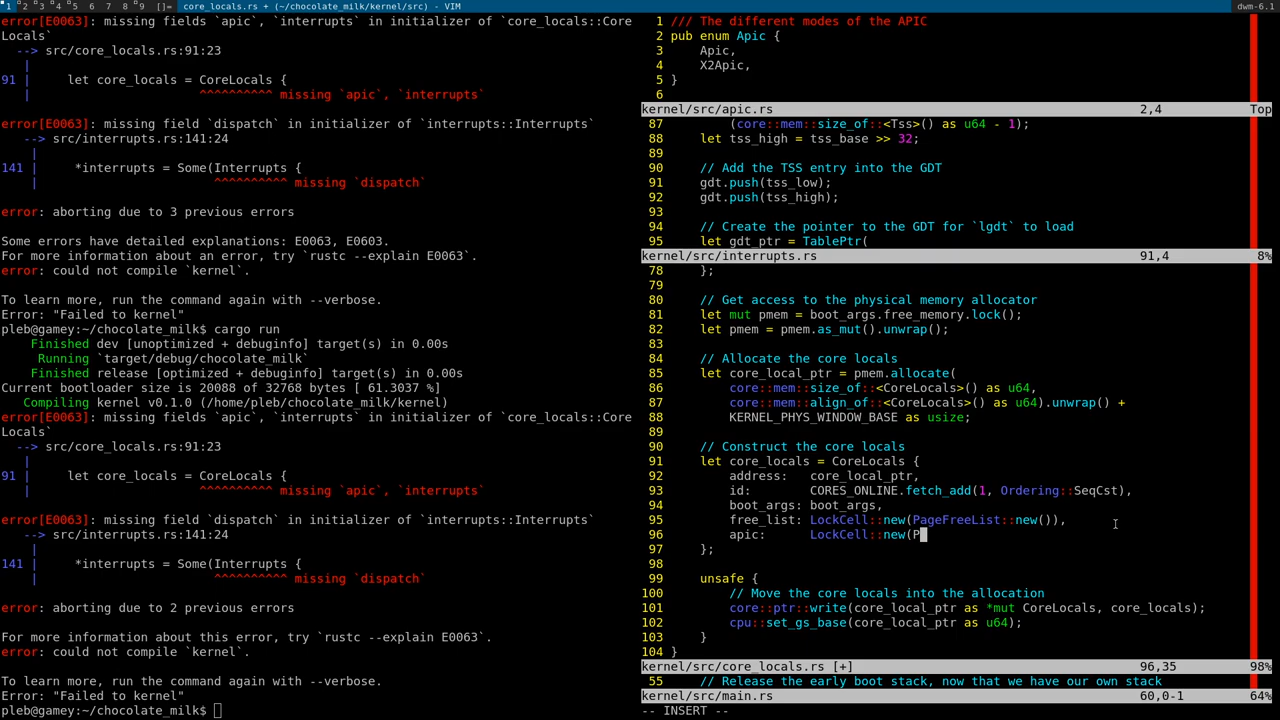 1 2 3 4 5 6 7 8 9 []= core_locals.rs + (~/chocolate_milk/kernel/src) - VIM dwm-6.1
error[E0063]: missing fields `apic`, `interrupts` in initializer of `core_locals::Core
Locals`
--> src/core_locals.rs:91:23
|
91 | let core_locals = CoreLocals {
| ^^^^^^^^^^ missing `apic`, `interrupts`
error[E0063]: missing field `dispatch` in initializer of `interrupts::Interrupts`
--> src/interrupts.rs:141:24
|
141 | *interrupts = Some(Interrupts {
| ^^^^^^^^^^ missing `dispatch`
error: aborting due to 3 previous errors
Some errors have detailed explanations: E0063, E0603.
For more information about an error, try `rustc --explain E0063`.
error: could not compile `kernel`.
To learn more, run the command again with --verbose.
Error: "Failed to kernel"
pleb@gamey:~/chocolate_milk$ cargo run
Finished dev [unoptimized + debuginfo] target(s) in 0.00s
Running `target/debug/chocolate_milk`
Finished release [optimized + debuginfo] target(s) in 0.00s
Current bootloader size is 20088 of 32768 bytes [ 61.3037 %]
Compiling kernel v0.1.0 (/home/pleb/chocolate_milk/kernel)
error[E0063]: missing fields `apic`, `interrupts` in initializer of `core_locals::Core
Locals`
--> src/core_locals.rs:91:23
|
91 | let core_locals = CoreLocals {
| ^^^^^^^^^^ missing `apic`, `interrupts`
error[E0063]: missing field `dispatch` in initializer of `interrupts::Interrupts`
--> src/interrupts.rs:141:24
|
141 | *interrupts = Some(Interrupts {
| ^^^^^^^^^^ missing `dispatch`
error: aborting due to 2 previous errors
For more information about this error, try `rustc --explain E0063`.
error: could not compile `kernel`.
To learn more, run the command again with --verbose.
Error: "Failed to kernel"
pleb@gamey:~/chocolate_milk$
1 /// The different modes of the APIC
2 pub enum Apic {
3 Apic,
4 X2Apic,
5 }
6
kernel/src/apic.rs 2,4 Top
87 (core::mem::size_of::<Tss>() as u64 - 1);
88 let tss_high = tss_base >> 32;
89
90 // Add the TSS entry into the GDT
91 gdt.push(tss_low);
92 gdt.push(tss_high);
93
94 // Create the pointer to the GDT for `lgdt` to load
95 let gdt_ptr = TablePtr(
kernel/src/interrupts.rs 91,4 8%
78 };
79
80 // Get access to the physical memory allocator
81 let mut pmem = boot_args.free_memory.lock();
82 let pmem = pmem.as_mut().unwrap();
83
84 // Allocate the core locals
85 let core_local_ptr = pmem.allocate(
86 core::mem::size_of::<CoreLocals>() as u64,
87 core::mem::align_of::<CoreLocals>() as u64).unwrap() +
88 KERNEL_PHYS_WINDOW_BASE as usize;
89
90 // Construct the core locals
91 let core_locals = CoreLocals {
92 address: core_local_ptr,
93 id: CORES_ONLINE.fetch_add(1, Ordering::SeqCst),
94 boot_args: boot_args,
95 free_list: LockCell::new(PageFreeList::new()),
96 apic: LockCell::new(P
97 };
98
99 unsafe {
100 // Move the core locals into the allocation
101 core::ptr::write(core_local_ptr as *mut CoreLocals, core_locals);
102 cpu::set_gs_base(core_local_ptr as u64);
103 }
104 }
kernel/src/core_locals.rs [+] 96,35 98%
55 // Release the early boot stack, now that we have our own stack
kernel/src/main.rs 60,0-1 64%
-- INSERT --